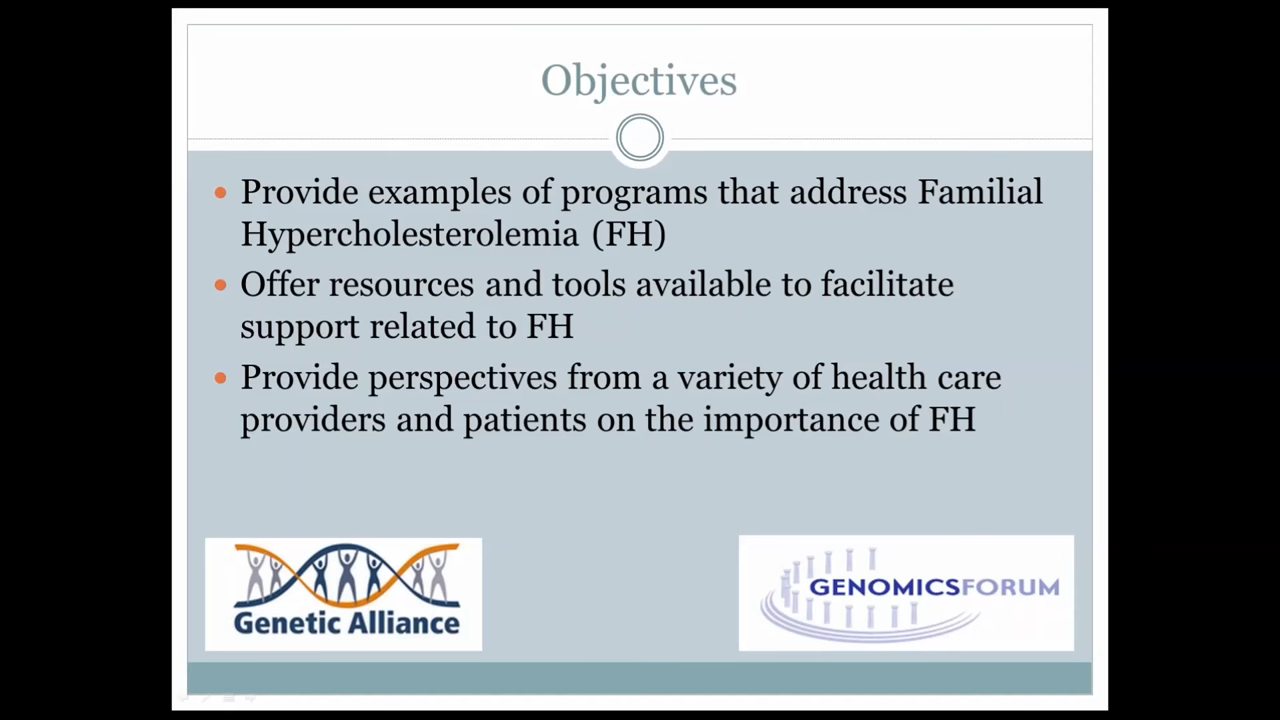 Objectives
Provide examples of programs that address Familial
Hypercholesterolemia (FH)
Offer resources and tools available to facilitate
support related to FH
Provide perspectives from a variety of health care
providers and patients on the importance of FH
Genetic Alliance
GENOMICSFORUM